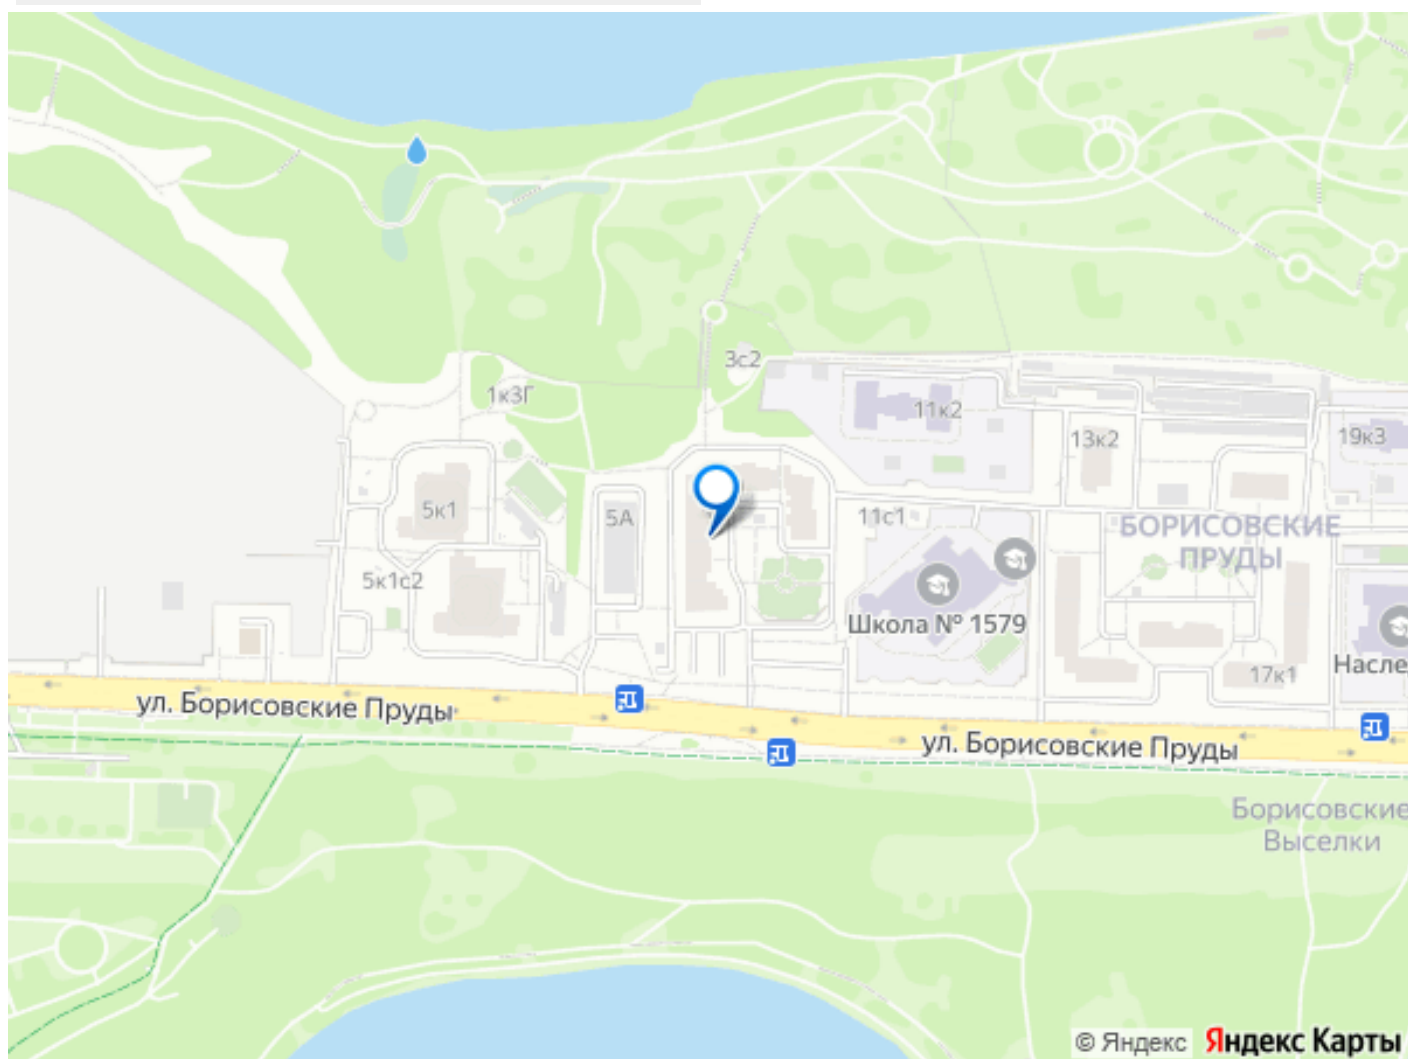 3с2
1к3Г
11к2
13к2
19к3
5к1
5А
11с1
БОРИСОВСКИЕ
ПРУДЫ
5к1с2
Школа № 1579
Насле
17к1
ул. Борисовские Пруды
ул. Борисовские Пруды
Борисовские
Выселки
© Яндекс Яндекс Карты